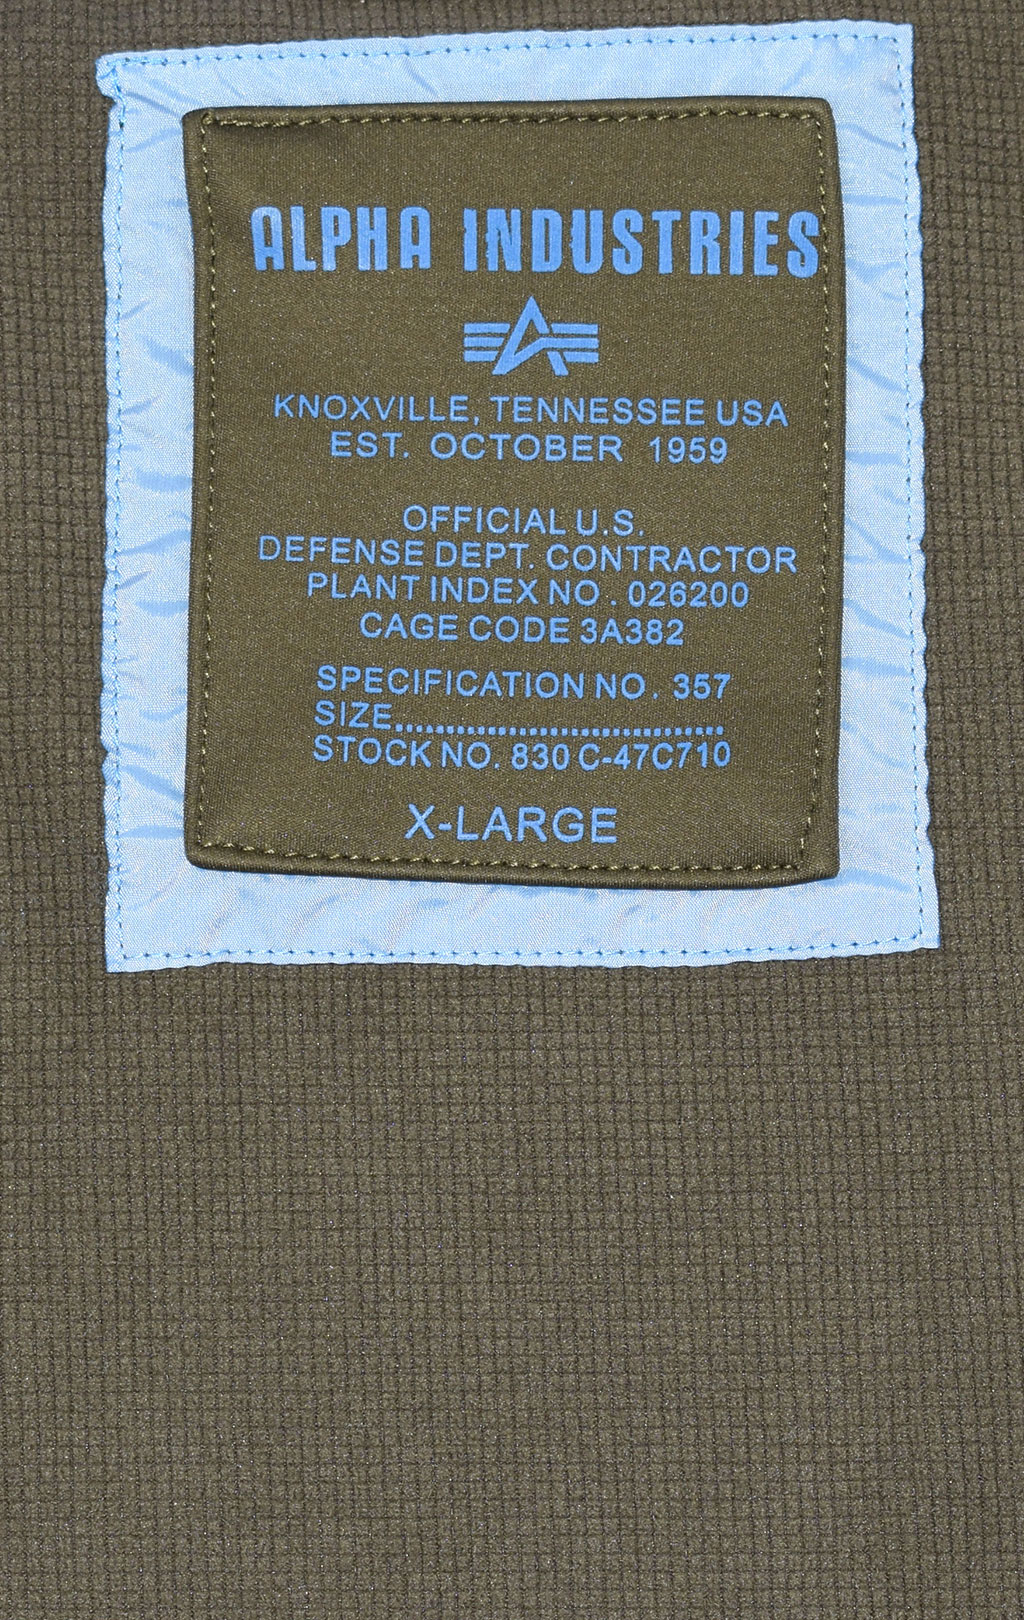 ALPHA INDUSTRIES
KNOXVILLE, TENNESSEE USA
EST. OCTOBER 1959
OFFICIAL U.S.
DEFENSE DEPT. CONTRACTOR
PLANT INDEX NO . 026200
CAGE CODE 3A382
SPECIFICATION NO. 357
SIZE..............................
STOCK NO. 830 C-47C710
X-LARGE